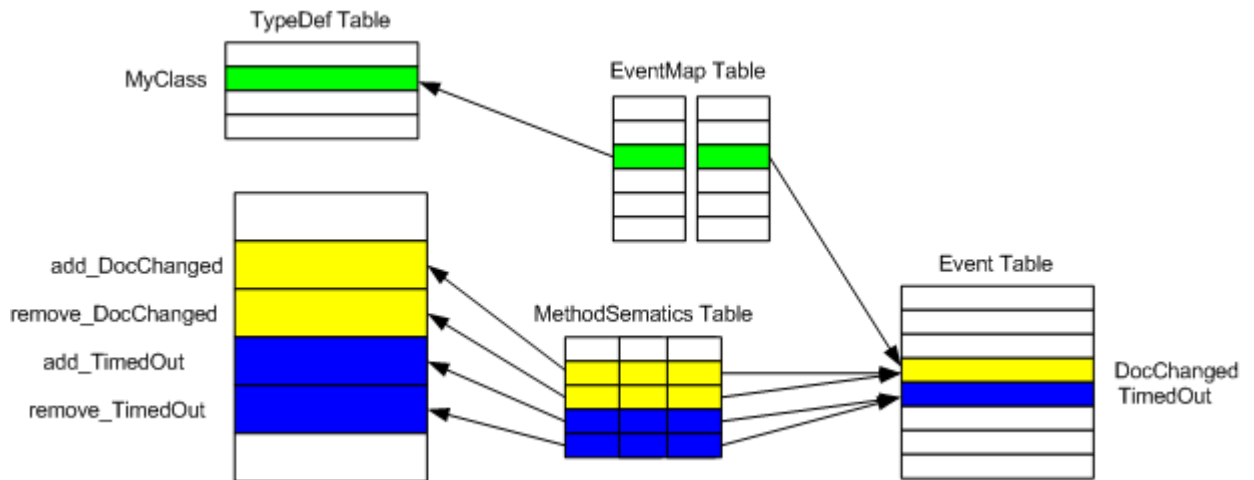 TypeDef Table
MyClass
EventMap Table
add_DocChanged
remove_DocChanged
add_TimedOut
remove_TimedOut
MethodSematics Table
Event Table
DocChanged
TimedOut